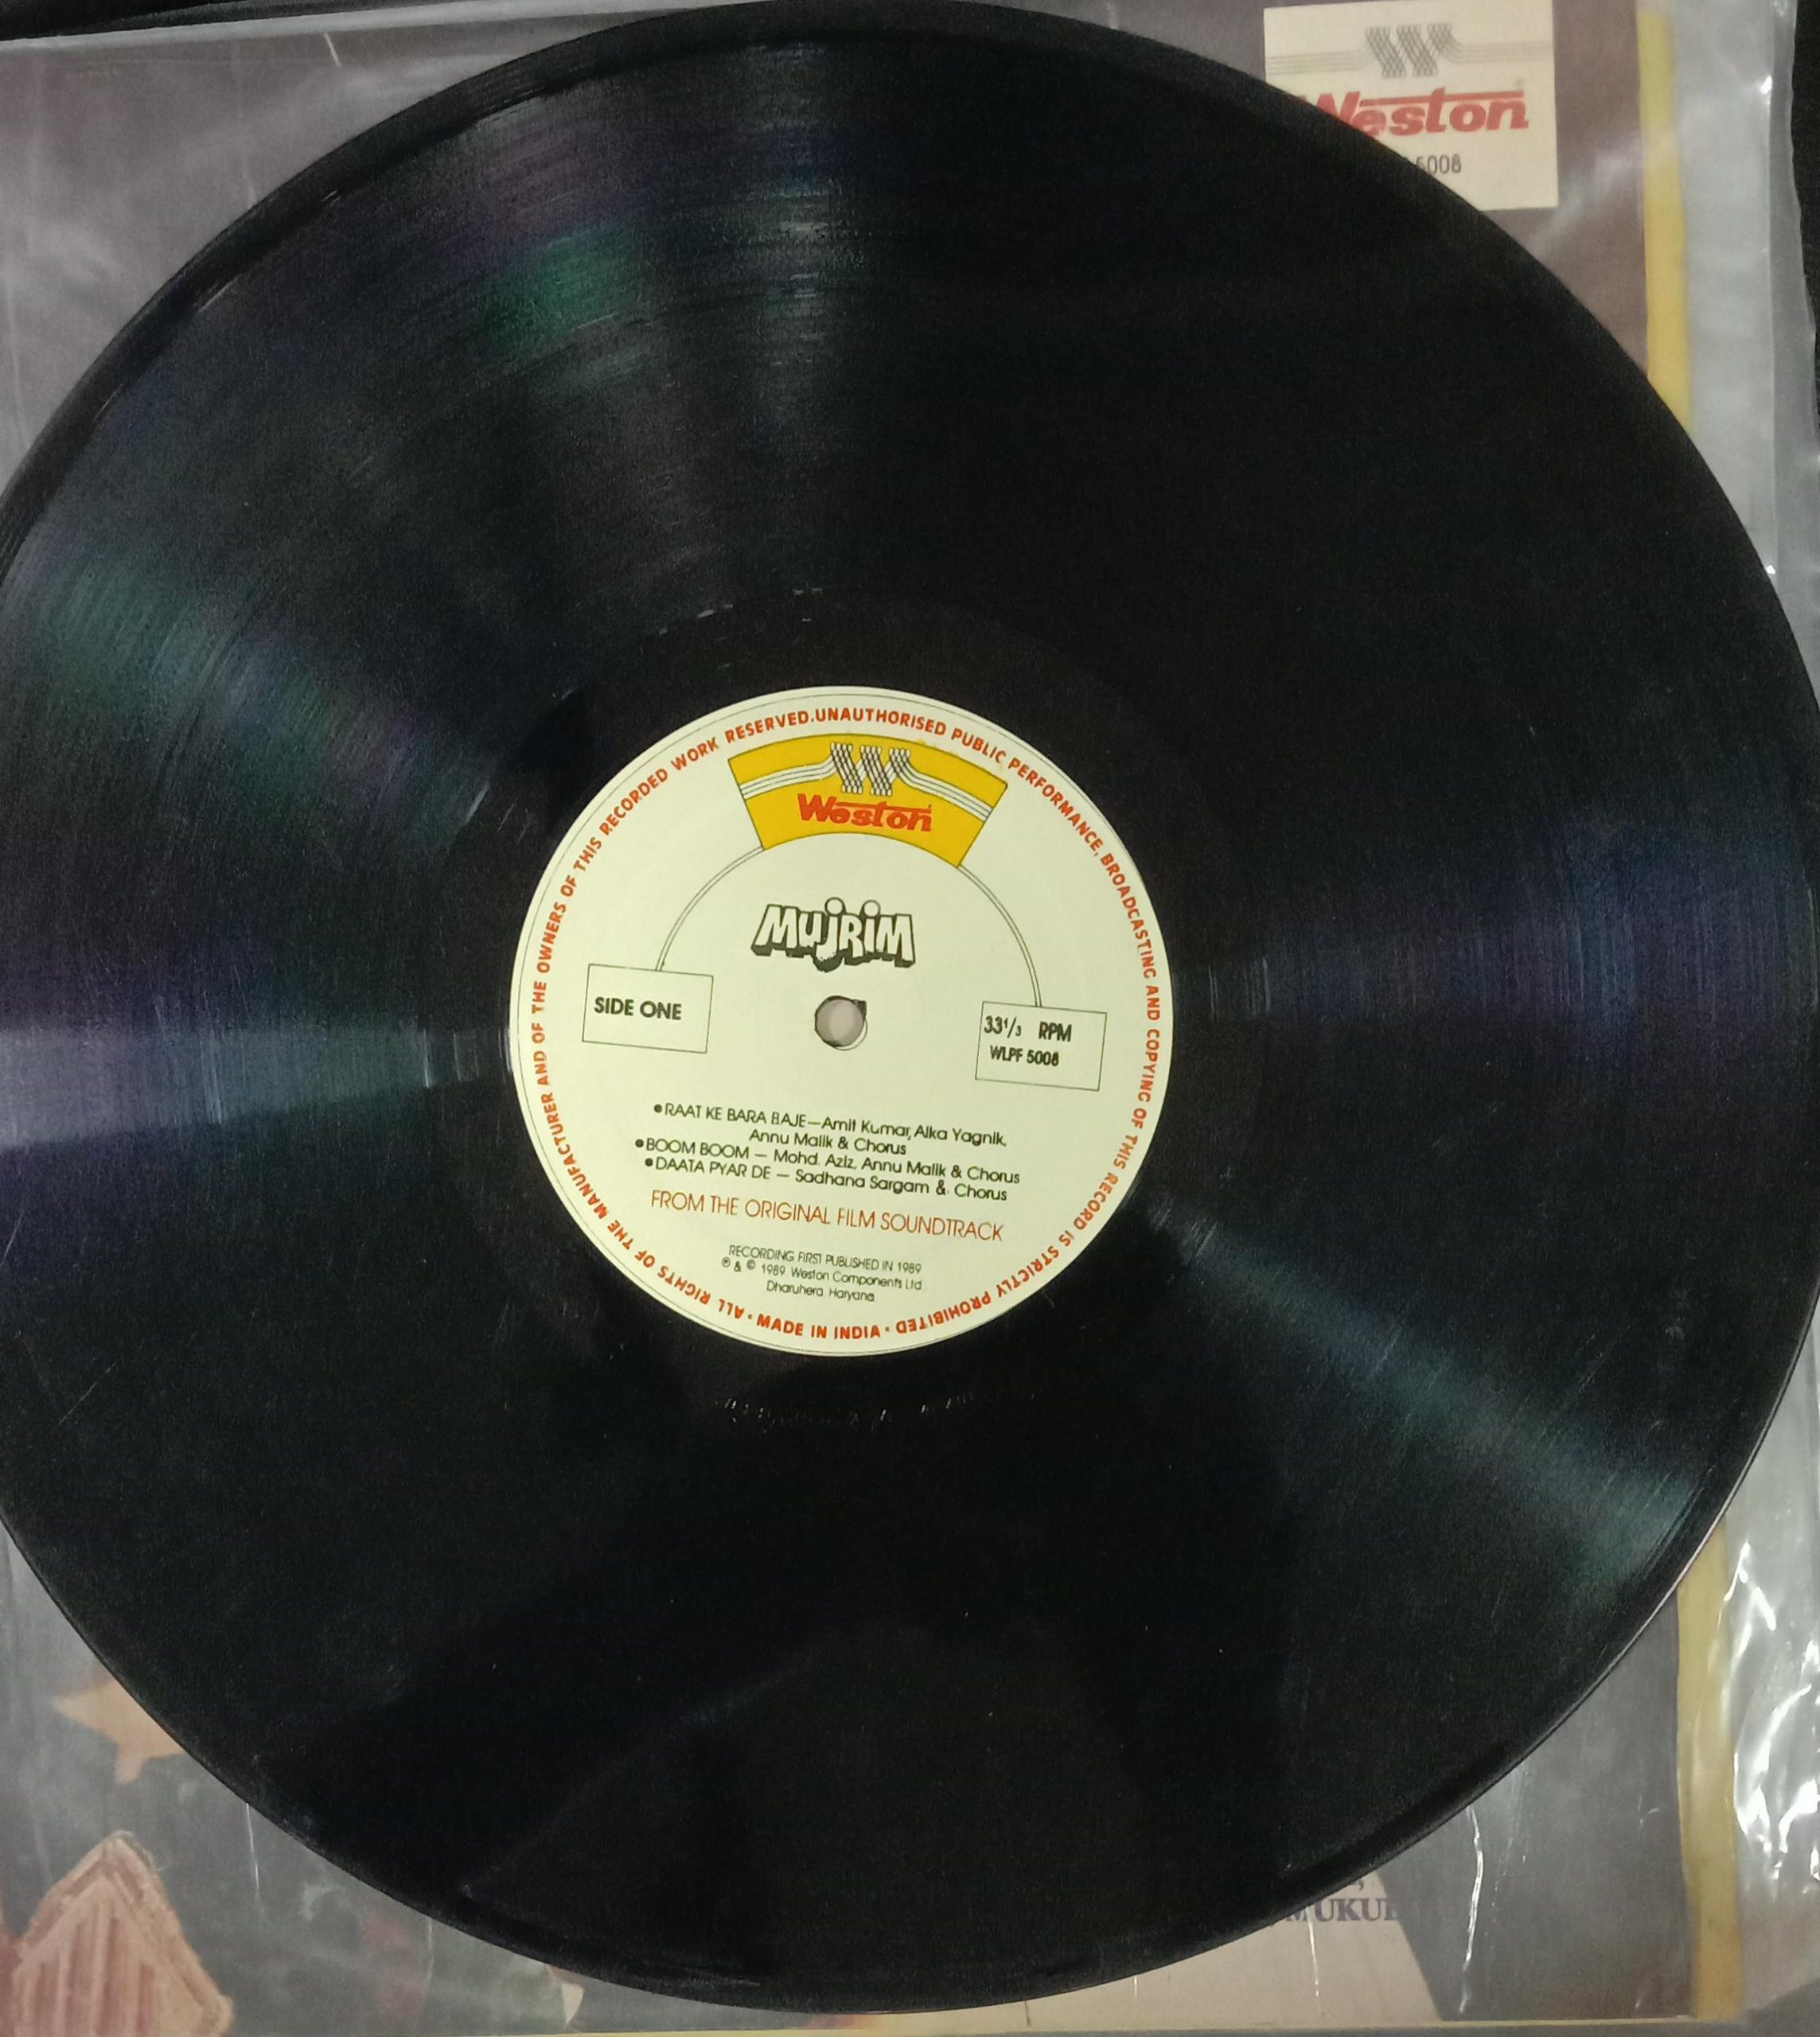 Weston
5008
ALL RIGHTS OF THE MANUFACTURER AND OF THE OWNERS OF THIS RECORDED WORK RESERVED.UNAUTHORISED PUBLIC PERFORMANCE, BROADCASTING AND COPYING OF THIS RECORD IS STRICTLY PROHIBITED • MADE IN INDIA •
W
Weston
MUJRIM
SIDE ONE
33⅓ RPM
WLPF 5008
•RAAT KE BARA BAJE—Amit Kumar, Alka Yagnik,
Annu Malik & Chorus
•BOOM BOOM — Mohd. Aziz, Annu Malik & Chorus
•DAATA PYAR DE — Sadhana Sargam & Chorus
FROM THE ORIGINAL FILM SOUNDTRACK
RECORDING FIRST PUBLISHED IN 1989
℗ & © 1989 Weston Components Ltd.
Dharuhera Haryana